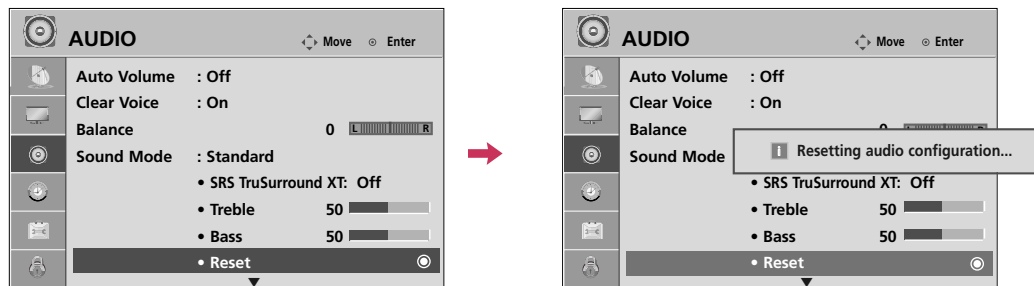 AUDIO
Move Enter
Auto Volume : Off
Clear Voice : On
Balance 0 L R
Sound Mode : Standard
• SRS TruSurround XT: Off
• Treble 50
• Bass 50
• Reset
AUDIO
Move Enter
Auto Volume : Off
Clear Voice : On
Balance
Sound Mode
i Resetting audio configuration...
• SRS TruSurround XT: Off
• Treble 50
• Bass 50
• Reset